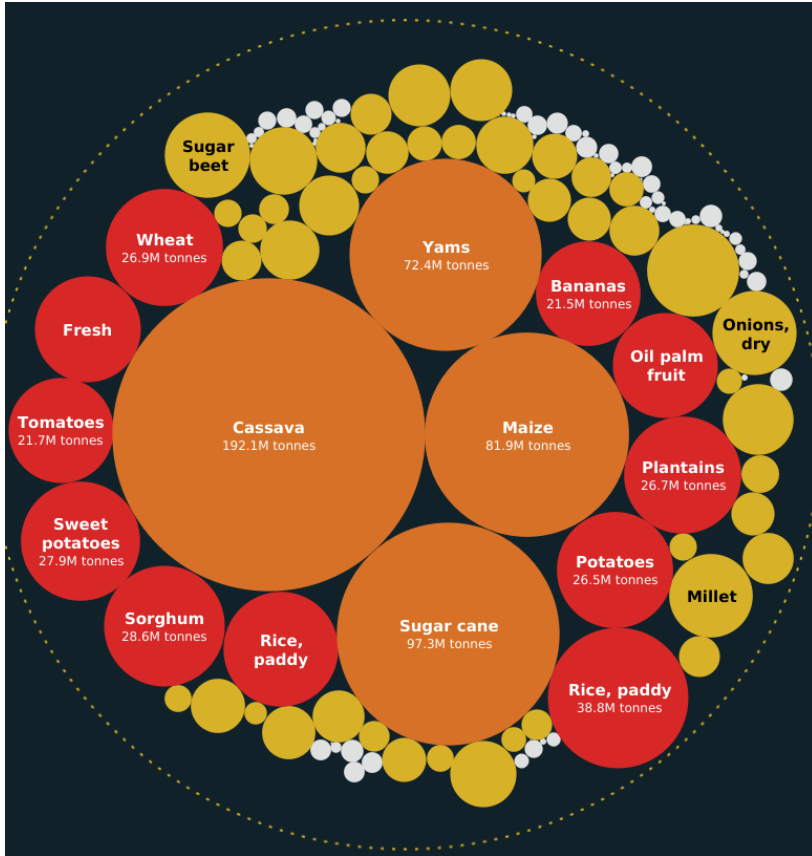 Sugar
beet
Wheat
26.9M tonnes
Yams
72.4M tonnes
Bananas
21.5M tonnes
Fresh
Onions,
dry
Oil palm
fruit
Tomatoes
21.7M tonnes
Cassava
192.1M tonnes
Maize
81.9M tonnes
Plantains
26.7M tonnes
Sweet
potatoes
27.9M tonnes
Potatoes
26.5M tonnes
Millet
Sorghum
28.6M tonnes
Rice,
paddy
Sugar cane
97.3M tonnes
Rice, paddy
38.8M tonnes